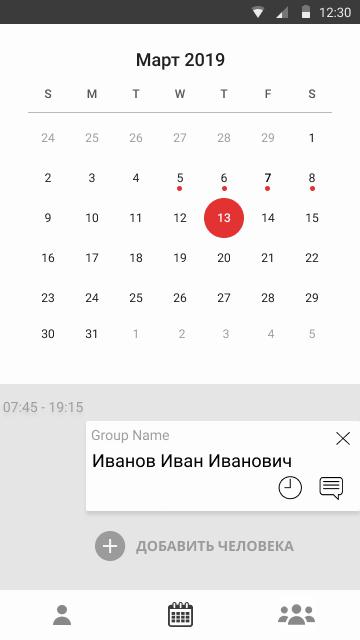 12:30
Март 2019
S M T W T F S
24 25 26 27 28 29 1
2 3 4 5 6 7 8
9 10 11 12 13 14 15
16 17 18 19 20 21 22
23 24 25 26 27 28 29
30 31 1 2 3 4 5
07:45 - 19:15
Group Name
Иванов Иван Иванович
ДОБАВИТЬ ЧЕЛОВЕКА